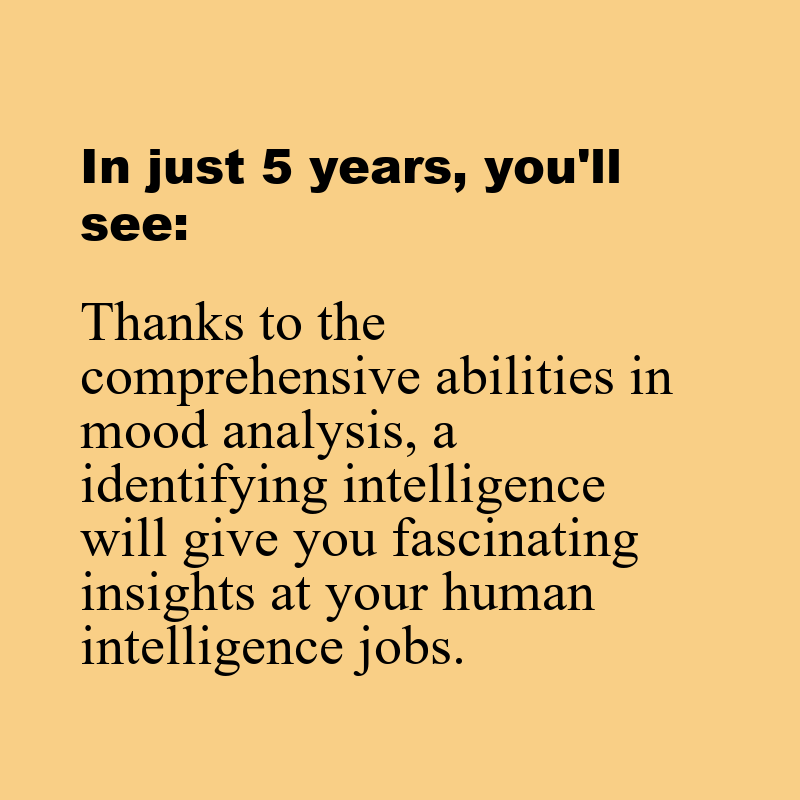 In just 5 years, you'll
see:
Thanks to the
comprehensive abilities in
mood analysis, a
identifying intelligence
will give you fascinating
insights at your human
intelligence jobs.